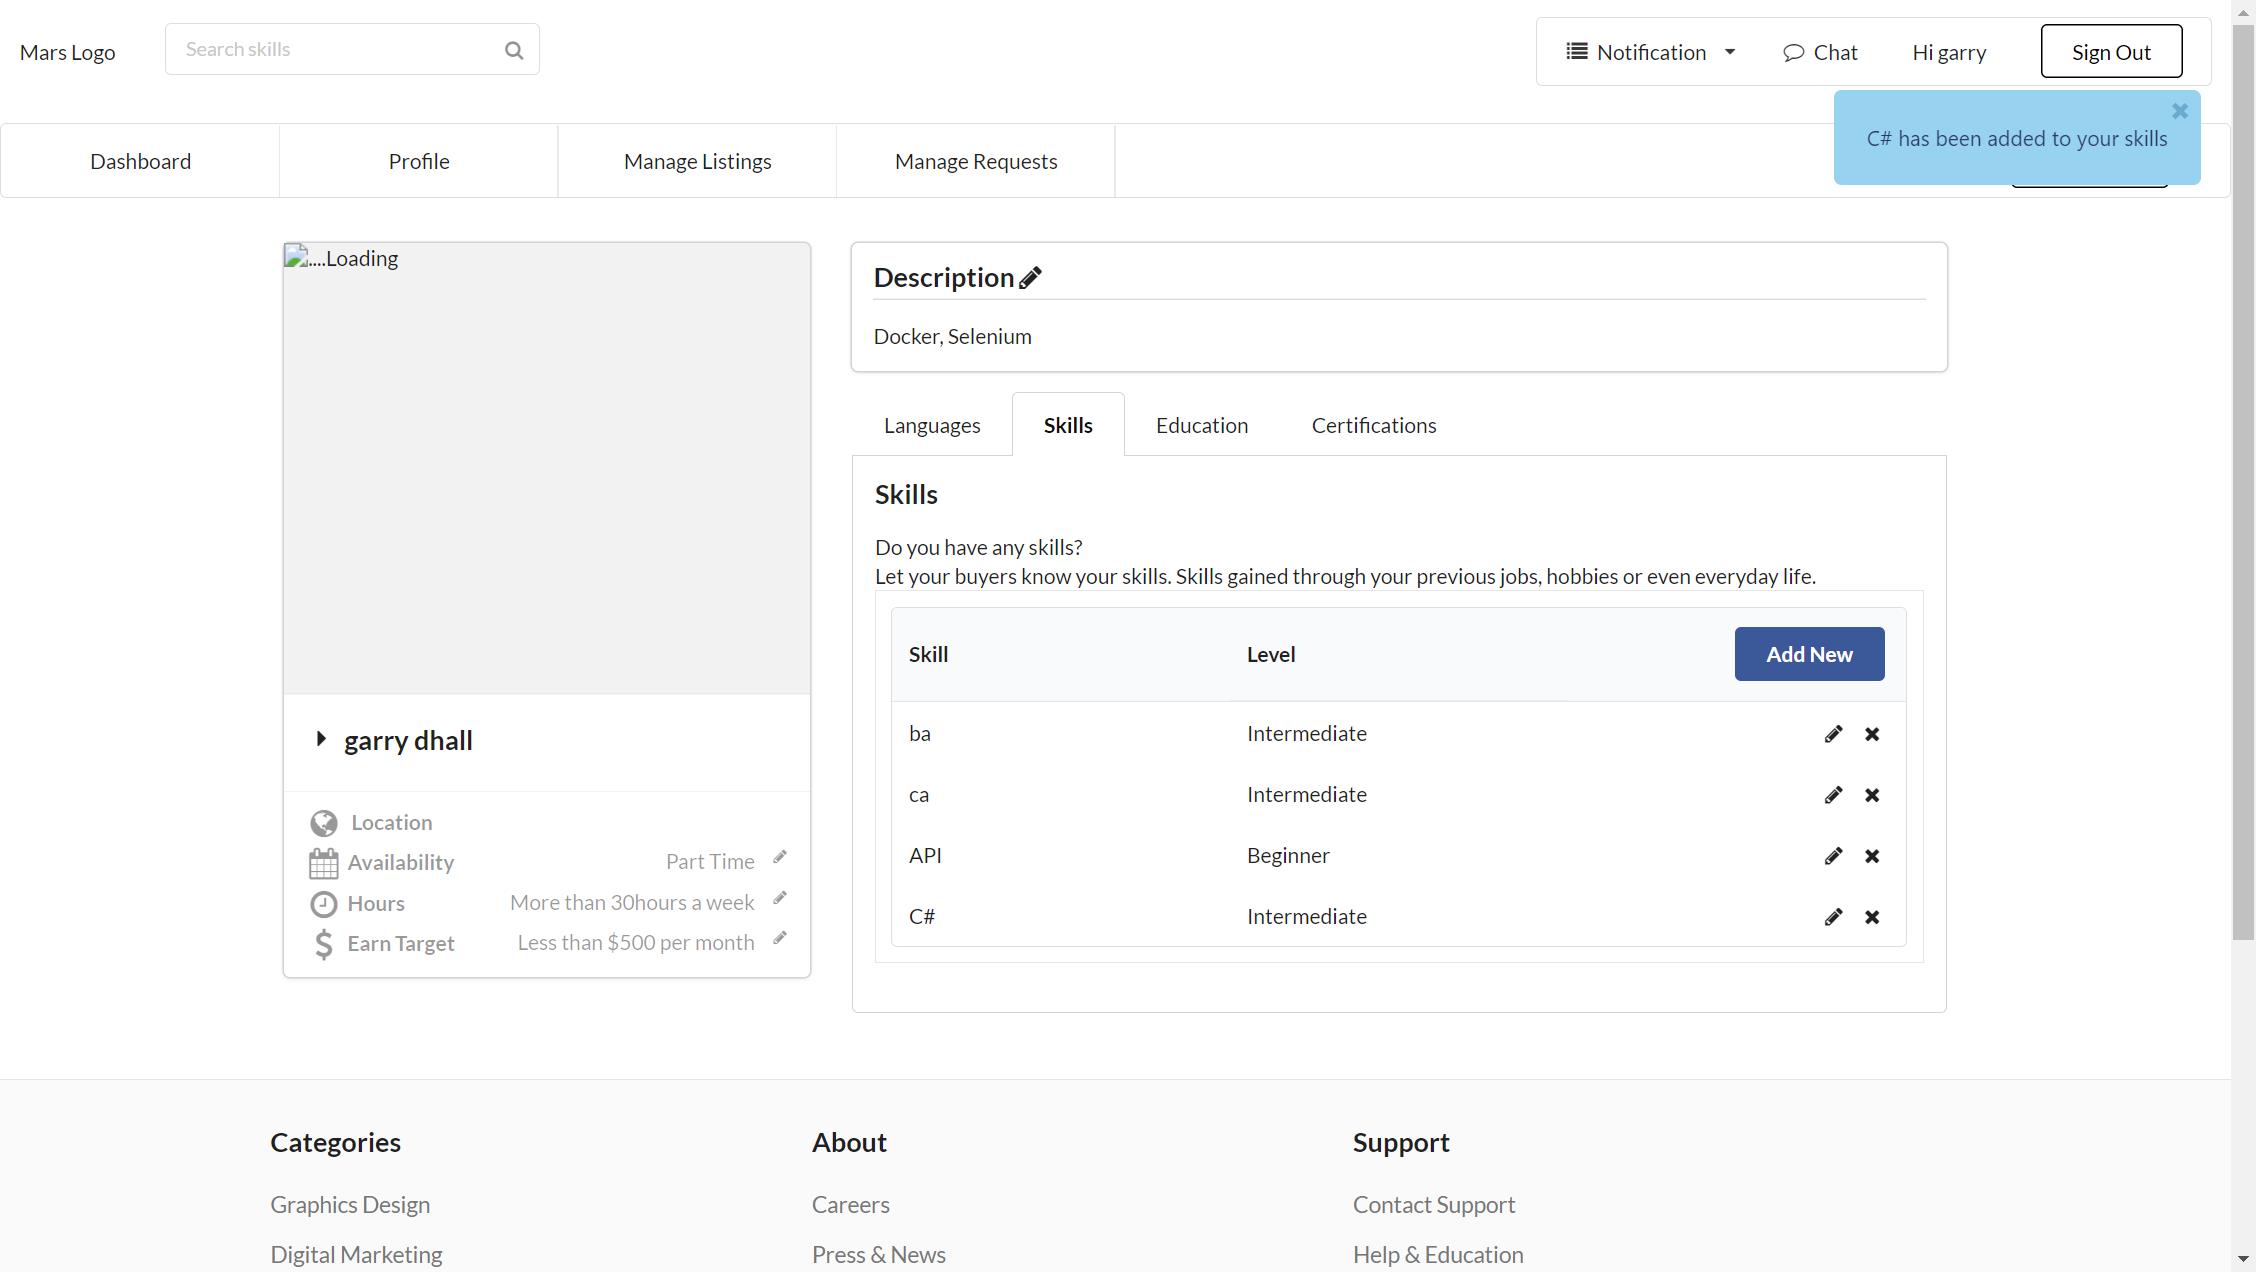 Mars Logo
Search skills
Notification
Chat
Hi garry
Sign Out
C# has been added to your skills
Dashboard
Profile
Manage Listings
Manage Requests
....Loading
garry dhall
Location
Availability Part Time
Hours More than 30hours a week
Earn Target Less than $500 per month
Description
Docker, Selenium
Languages
Skills
Education
Certifications
Skills
Do you have any skills?
Let your buyers know your skills. Skills gained through your previous jobs, hobbies or even everyday life.
Skill Level Add New
ba Intermediate
ca Intermediate
API Beginner
C# Intermediate
Categories
Graphics Design
Digital Marketing
About
Careers
Press & News
Support
Contact Support
Help & Education